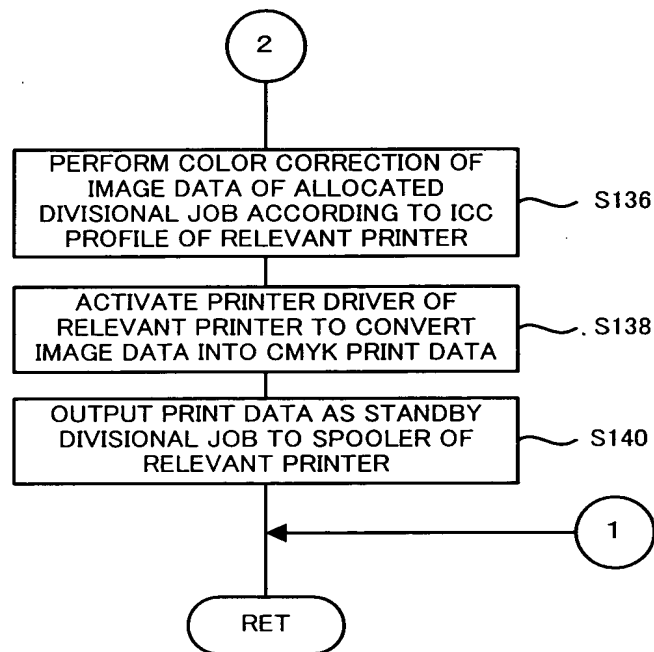 2
PERFORM COLOR CORRECTION OF
IMAGE DATA OF ALLOCATED
DIVISIONAL JOB ACCORDING TO ICC
PROFILE OF RELEVANT PRINTER
S136
ACTIVATE PRINTER DRIVER OF
RELEVANT PRINTER TO CONVERT
IMAGE DATA INTO CMYK PRINT DATA
S138
OUTPUT PRINT DATA AS STANDBY
DIVISIONAL JOB TO SPOOLER OF
RELEVANT PRINTER
S140
1
RET